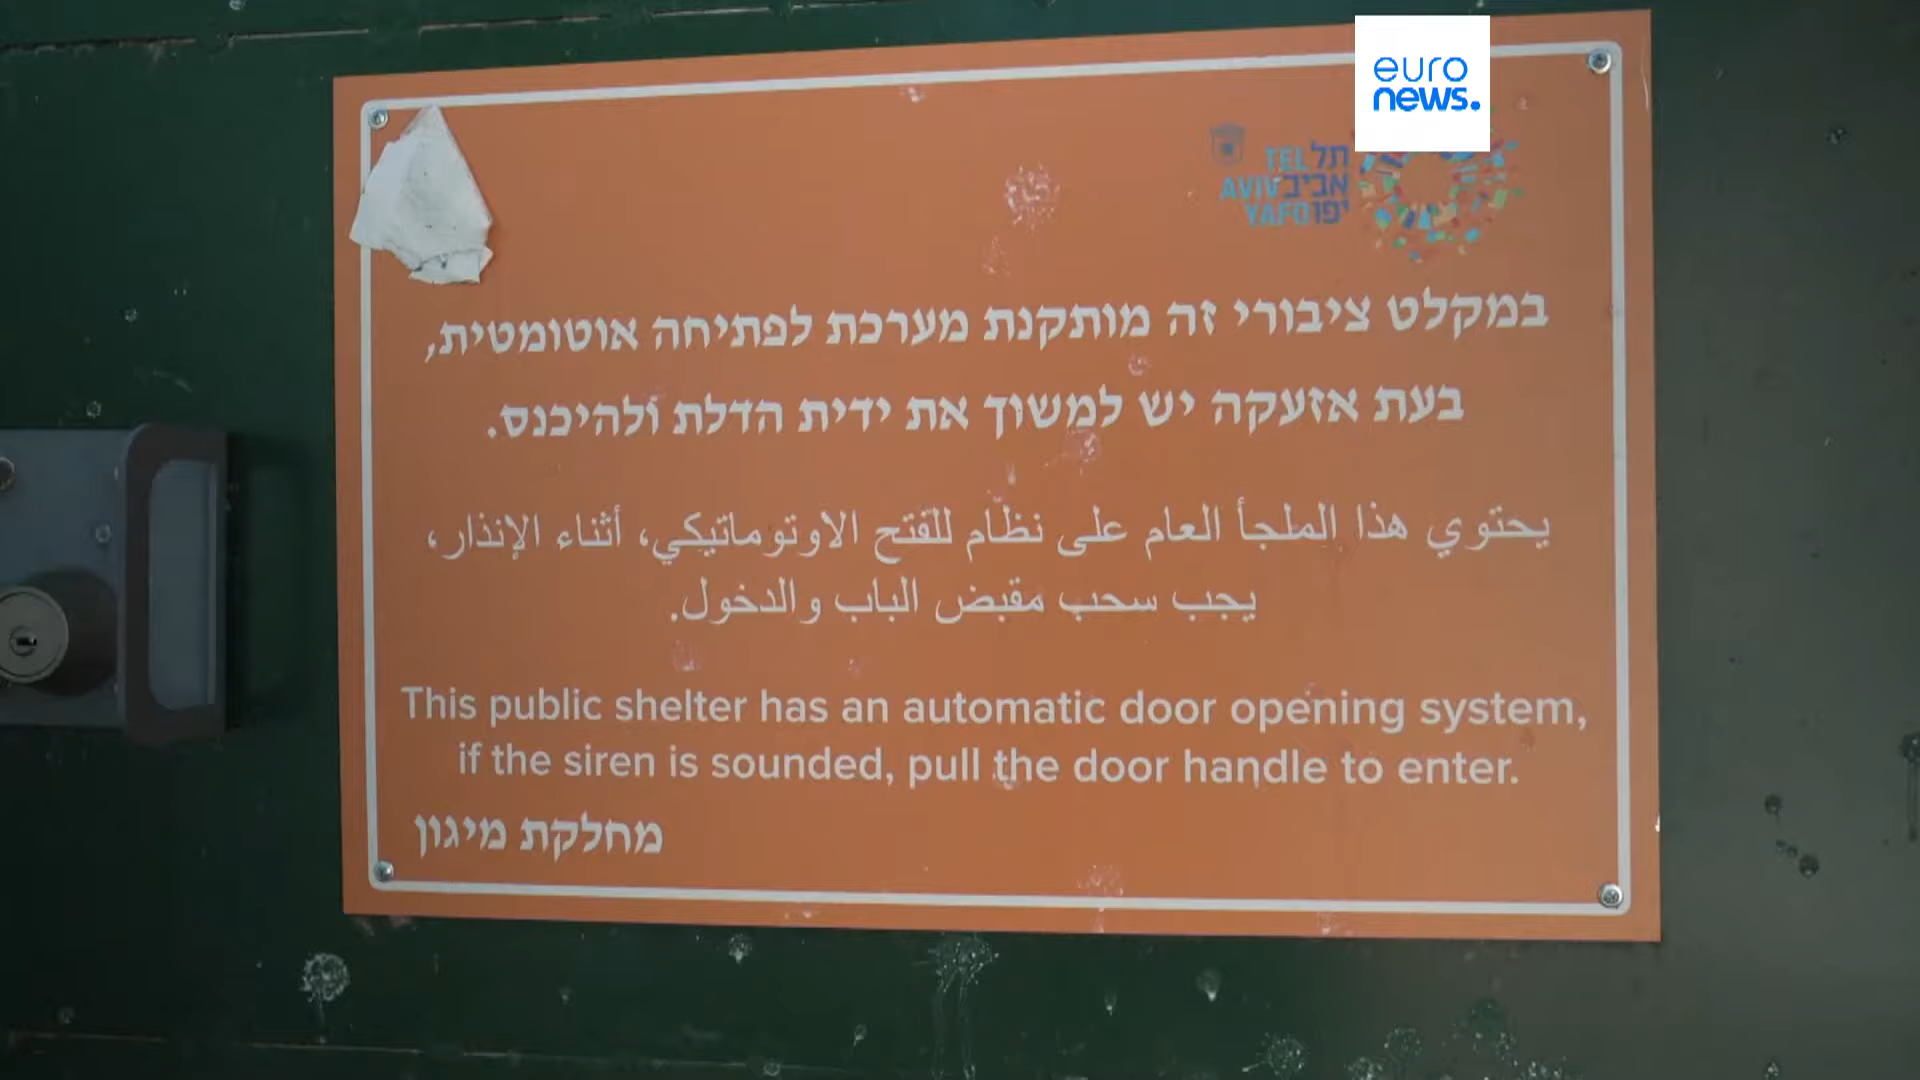 euro
news.
TEL תל
AVIV אביב
YAFO יפו
במקלט ציבורי זה מותקנת מערכת לפתיחה אוטומטית,
בעת אזעקה יש למשוך את ידית הדלת ולהיכנס.
يحتوي هذا الملجأ العام على نظام للفتح الاوتوماتيكي، أثناء الإنذار،
يجب سحب مقبض الباب والدخول.
This public shelter has an automatic door opening system,
if the siren is sounded, pull the door handle to enter.
מחלקת מיגון